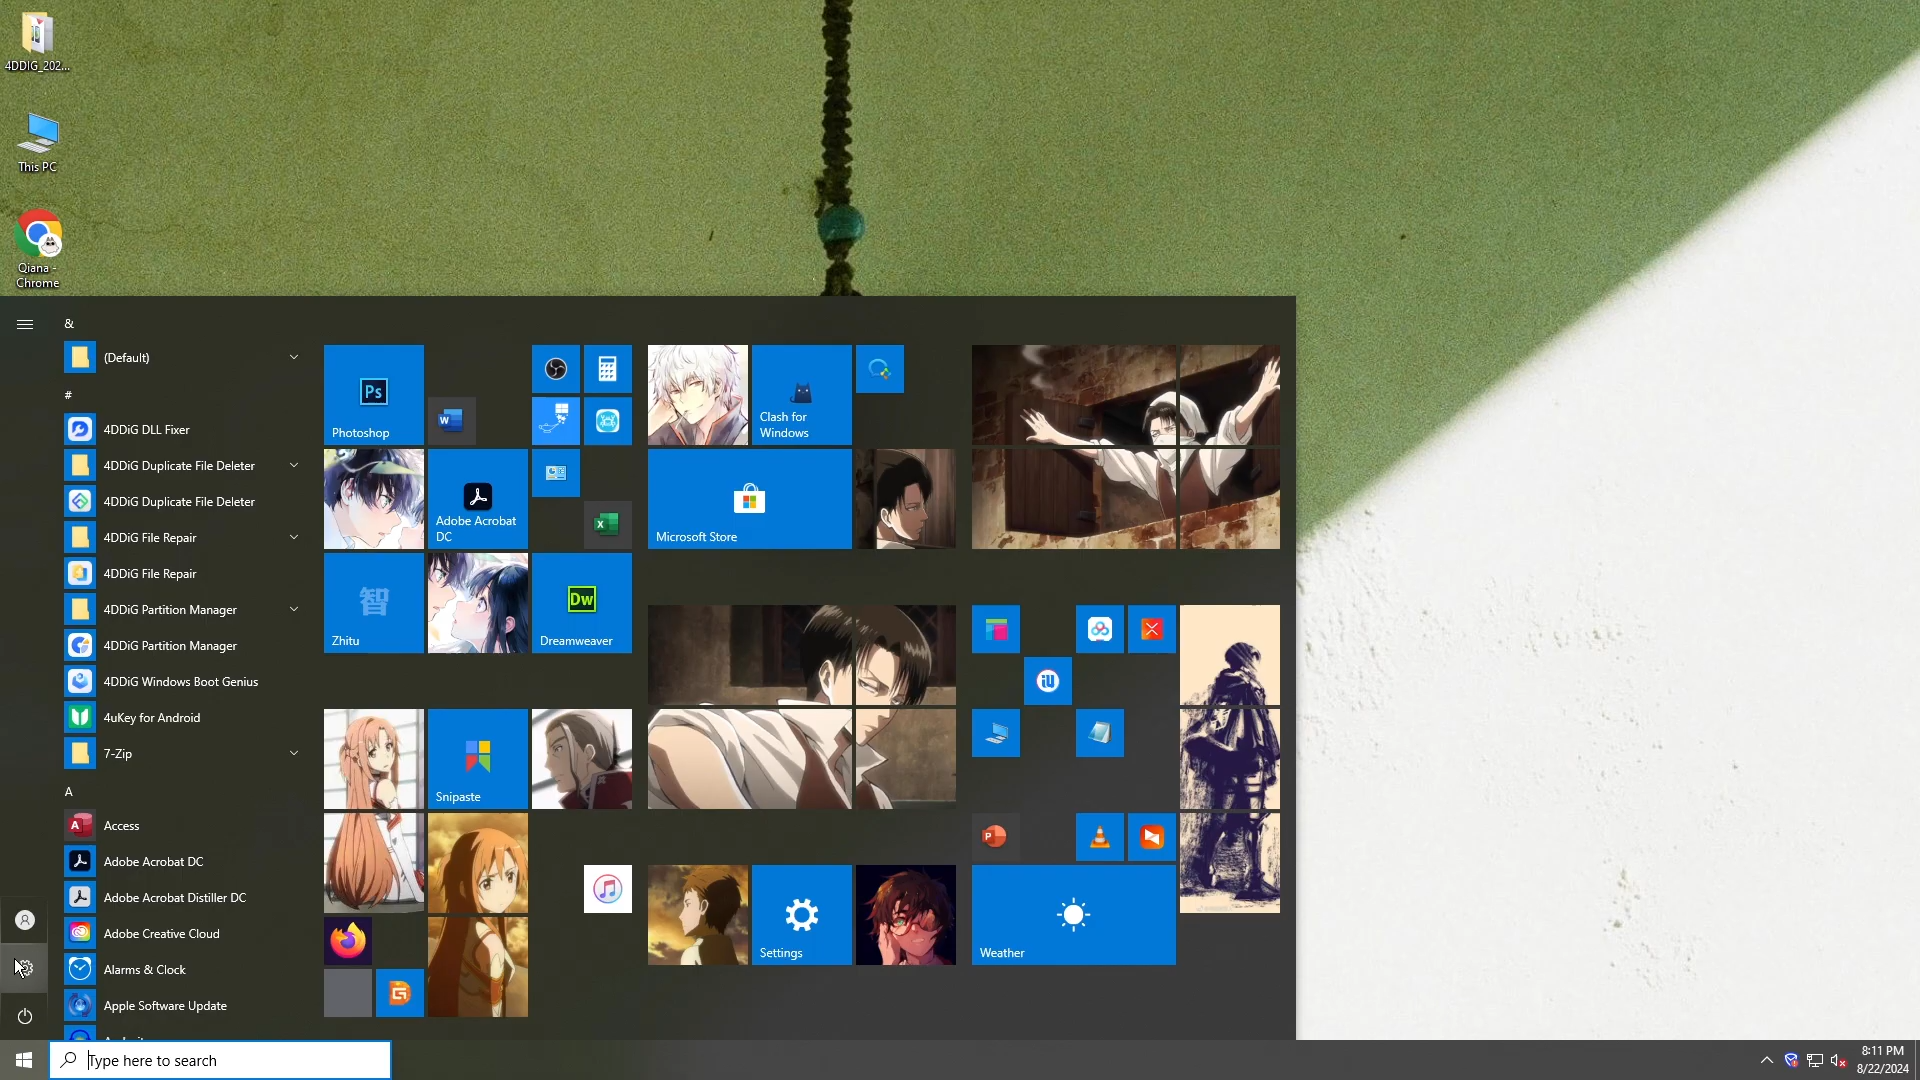 4DDIG_202...
This PC
Qiana -
Chrome
&
(Default)
#
4DDiG DLL Fixer
4DDiG Duplicate File Deleter
4DDiG Duplicate File Deleter
4DDiG File Repair
4DDiG File Repair
4DDiG Partition Manager
4DDiG Partition Manager
4DDiG Windows Boot Genius
4uKey for Android
7-Zip
A
Access
Adobe Acrobat DC
Adobe Acrobat Distiller DC
Adobe Creative Cloud
Alarms & Clock
Apple Software Update
Ps
Photoshop
W
Adobe Acrobat
DC
X
智
Zhitu
Dw
Dreamweaver
Snipaste
Clash for
Windows
Microsoft Store
Settings
P
Weather
Type here to search
8:11 PM
8/22/2024